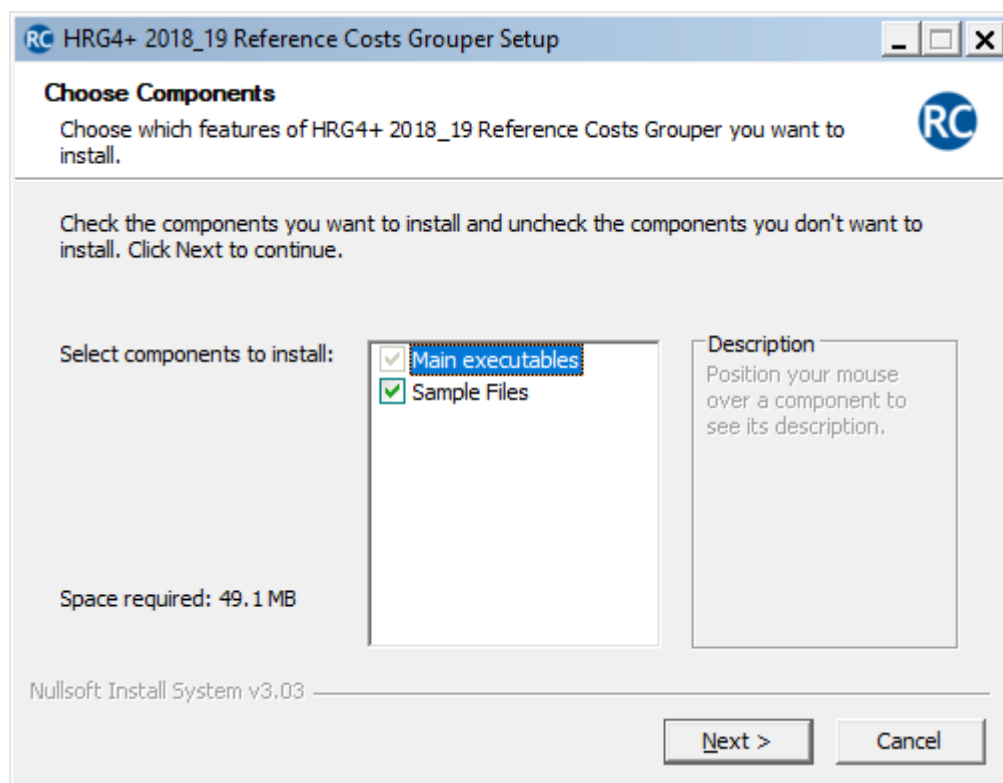 RC HRG4+ 2018_19 Reference Costs Grouper Setup
Choose Components
Choose which features of HRG4+ 2018_19 Reference Costs Grouper you want to
install.
RC
Check the components you want to install and uncheck the components you don't want to
install. Click Next to continue.
Select components to install:
Main executables
Sample Files
Description
Position your mouse
over a component to
see its description.
Space required: 49.1 MB
Nullsoft Install System v3.03
Next >
Cancel